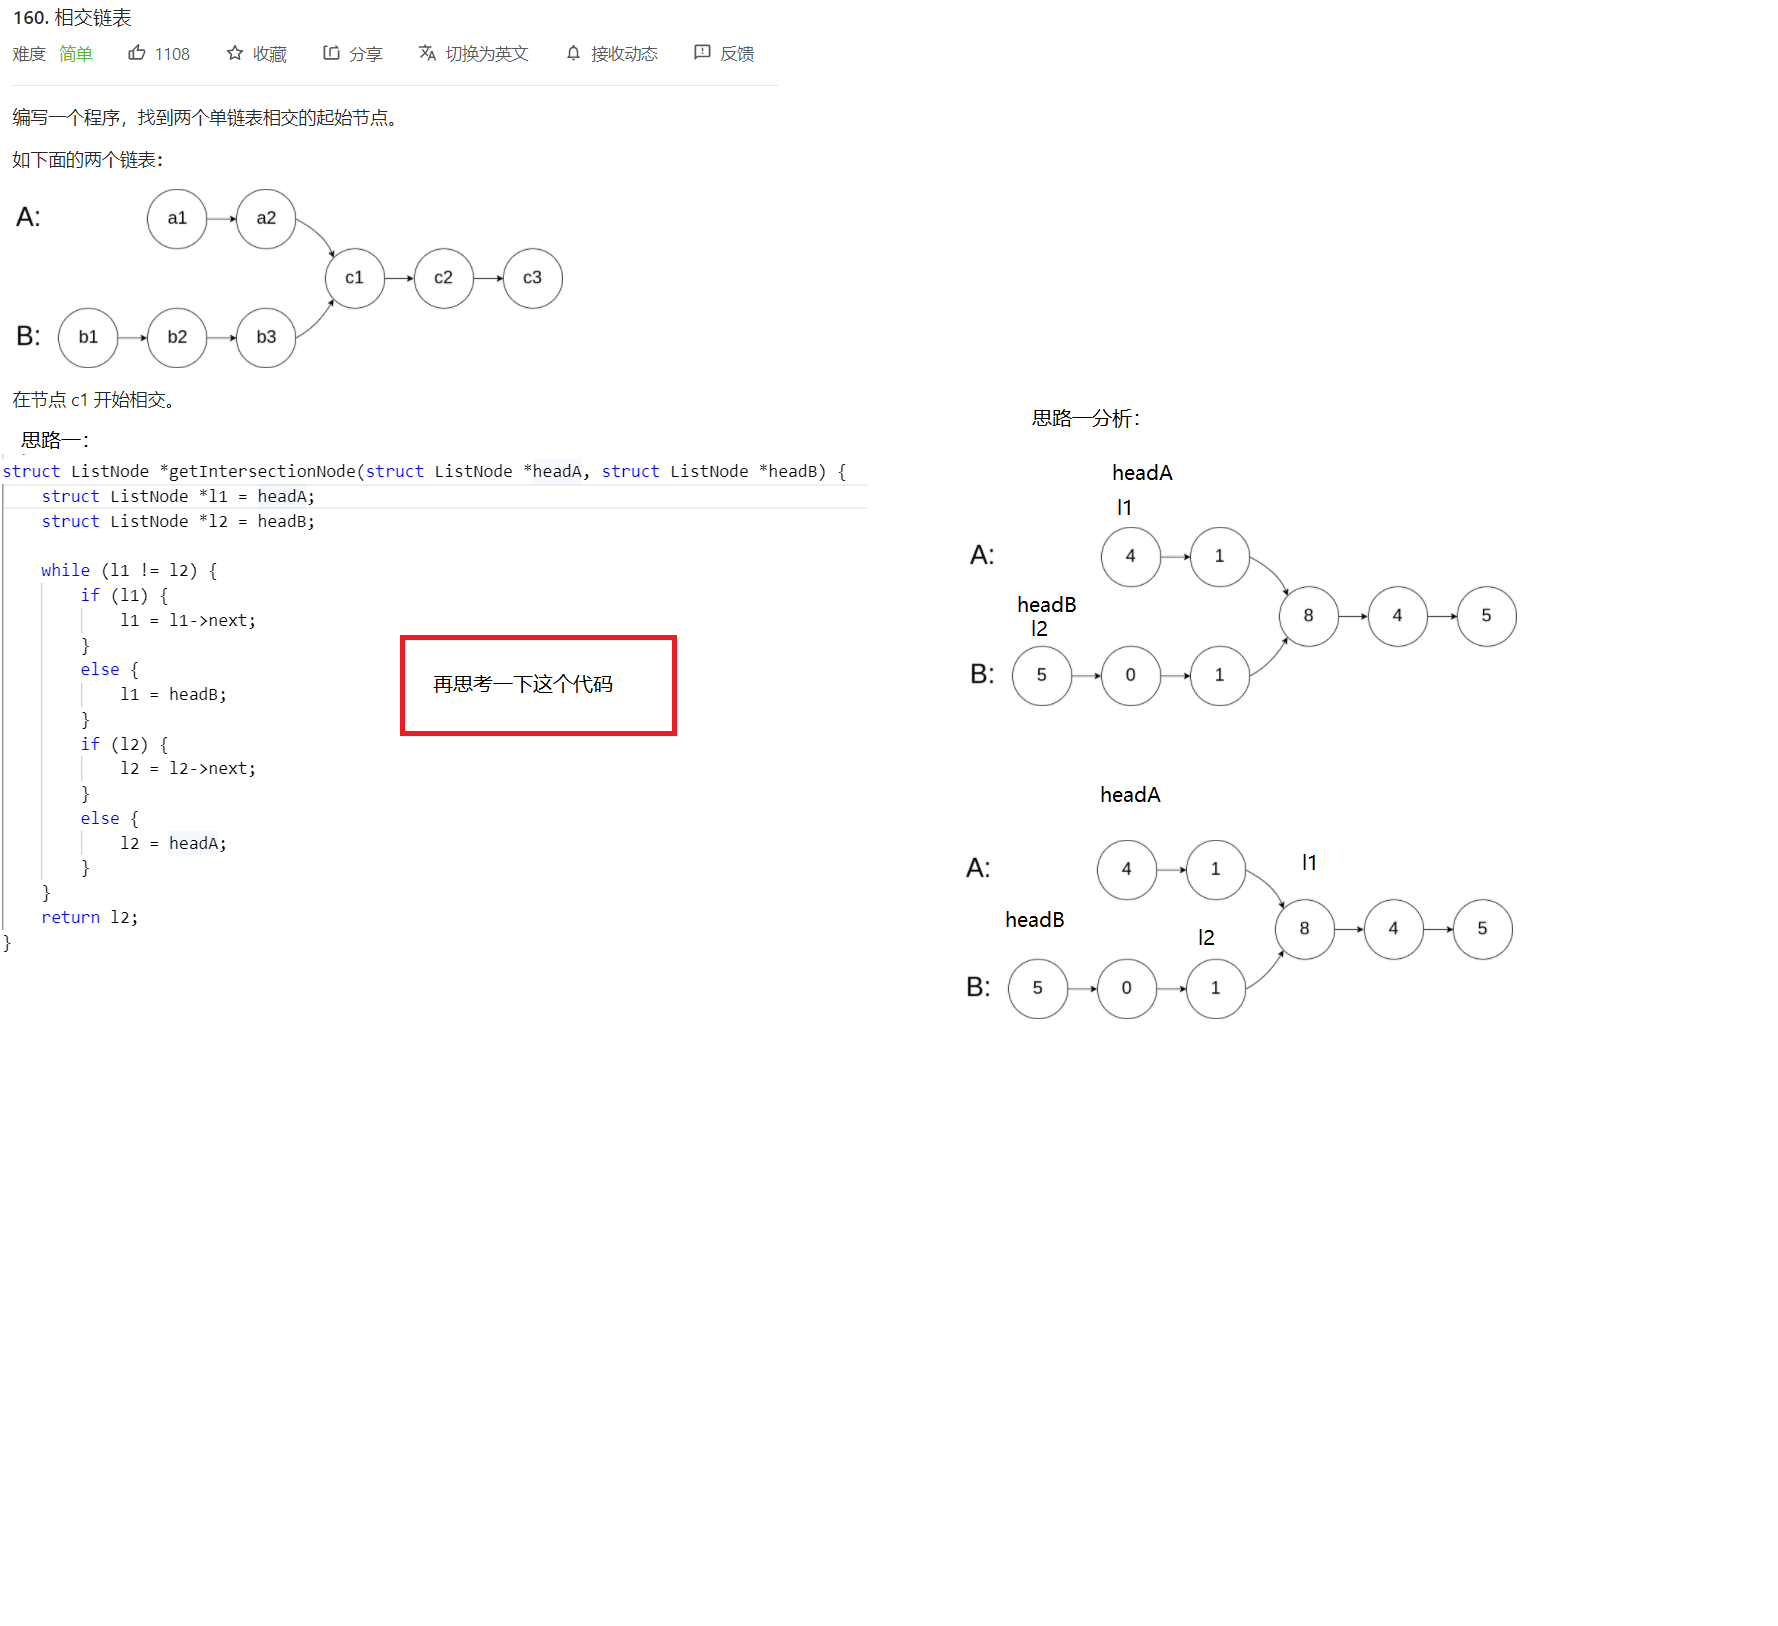 160. 相交链表
难度 简单 1108 收藏 分享 切换为英文 接收动态 反馈
编写一个程序，找到两个单链表相交的起始节点。
如下面的两个链表：
A: a1 a2
c1 c2 c3
B: b1 b2 b3
在节点 c1 开始相交。
思路一：
struct ListNode *getIntersectionNode(struct ListNode *headA, struct ListNode *headB) {
    struct ListNode *l1 = headA;
    struct ListNode *l2 = headB;
    while (l1 != l2) {
        if (l1) {
            l1 = l1->next;
        }
        else {
            l1 = headB;
        }
        if (l2) {
            l2 = l2->next;
        }
        else {
            l2 = headA;
        }
    }
    return l2;
}
再思考一下这个代码
思路一分析：
headA
l1
A: 4 1
headB
8 4 5
l2
B: 5 0 1
headA
A: 4 1 l1
headB
8 4 5
l2
B: 5 0 1